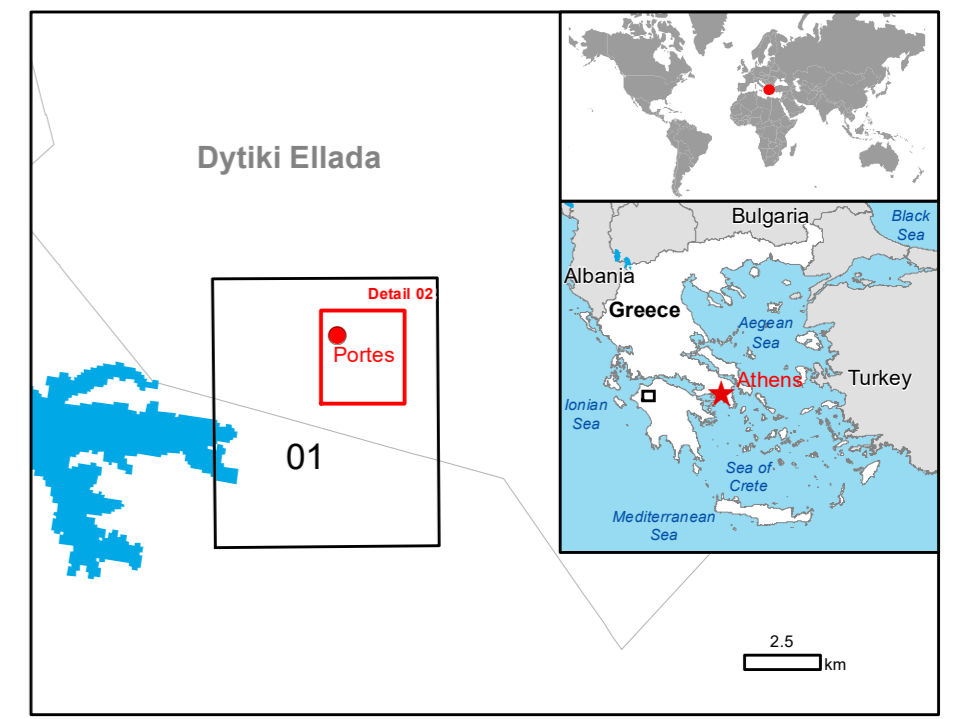 Dytiki Ellada
Detail 02
Portes
01
2.5
km
Bulgaria
Black
Sea
Albania
Greece
Aegean
Sea
Athens
Turkey
Ionian
Sea
Sea of
Crete
Mediterranean
Sea